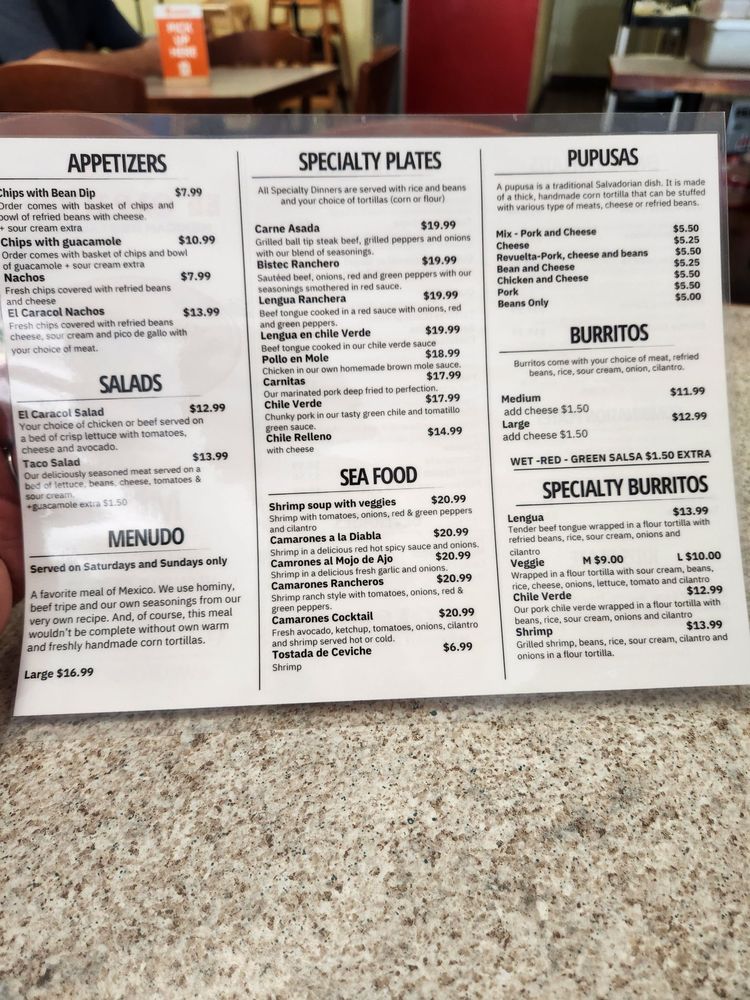 PICK
UP
HERE
APPETIZERS
Chips with Bean Dip $7.99
Order comes with basket of chips and
bowl of refried beans with cheese.
+ sour cream extra
Chips with guacamole $10.99
Order comes with basket of chips and bowl
of guacamole + sour cream extra
Nachos $7.99
Fresh chips covered with refried beans
and cheese
El Caracol Nachos $13.99
Fresh chips covered with refried beans
cheese, sour cream and pico de gallo with
your choice of meat.
SALADS
El Caracol Salad $12.99
Your choice of chicken or beef served on
a bed of crisp lettuce with tomatoes,
cheese and avocado.
Taco Salad $13.99
Our deliciously seasoned meat served on a
bed of lettuce, beans, cheese, tomatoes &
sour cream.
+guacamole extra $1.50
MENUDO
Served on Saturdays and Sundays only
A favorite meal of Mexico. We use hominy,
beef tripe and our own seasonings from our
very own recipe. And, of course, this meal
wouldn't be complete without own warm
and freshly handmade corn tortillas.
Large $16.99
SPECIALTY PLATES
All Specialty Dinners are served with rice and beans
and your choice of tortillas (corn or flour)
Carne Asada $19.99
Grilled ball tip steak beef, grilled peppers and onions
with our blend of seasonings.
Bistec Ranchero $19.99
Sautéed beef, onions, red and green peppers with our
seasonings smothered in red sauce.
Lengua Ranchera $19.99
Beef tongue cooked in a red sauce with onions, red
and green peppers.
Lengua en chile Verde $19.99
Beef tongue cooked in our chile verde sauce
Pollo en Mole $18.99
Chicken in our own homemade brown mole sauce.
Carnitas $17.99
Our marinated pork deep fried to perfection.
Chile Verde $17.99
Chunky pork in our tasty green chile and tomatillo
green sauce.
Chile Relleno $14.99
with cheese
SEA FOOD
Shrimp soup with veggies $20.99
Shrimp with tomatoes, onions, red & green peppers
and cilantro
Camarones a la Diabla $20.99
Shrimp in a delicious red hot spicy sauce and onions.
Camrones al Mojo de Ajo $20.99
Shrimp in a delicious fresh garlic and onions.
Camarones Rancheros $20.99
Shrimp ranch style with tomatoes, onions, red &
green peppers.
Camarones Cocktail $20.99
Fresh avocado, ketchup, tomatoes, onions, cilantro
and shrimp served hot or cold.
Tostada de Ceviche $6.99
Shrimp
PUPUSAS
A pupusa is a traditional Salvadorian dish. It is made
of a thick, handmade corn tortilla that can be stuffed
with various type of meats, cheese or refried beans.
Mix - Pork and Cheese $5.50
Cheese $5.25
Revuelta-Pork, cheese and beans $5.50
Bean and Cheese $5.25
Chicken and Cheese $5.50
Pork $5.50
Beans Only $5.00
BURRITOS
Burritos come with your choice of meat, refried
beans, rice, sour cream, onion, cilantro.
Medium $11.99
add cheese $1.50
Large $12.99
add cheese $1.50
WET -RED - GREEN SALSA $1.50 EXTRA
SPECIALTY BURRITOS
Lengua $13.99
Tender beef tongue wrapped in a flour tortilla with
refried beans, rice, sour cream, onions and
cilantro
Veggie M $9.00 L $10.00
Wrapped in a flour tortilla with sour cream, beans,
rice, cheese, onions, lettuce, tomato and cilantro
Chile Verde $12.99
Our pork chile verde wrapped in a flour tortilla with
beans, rice, sour cream, onions and cilantro
Shrimp $13.99
Grilled shrimp, beans, rice, sour cream, cilantro and
onions in a flour tortilla.